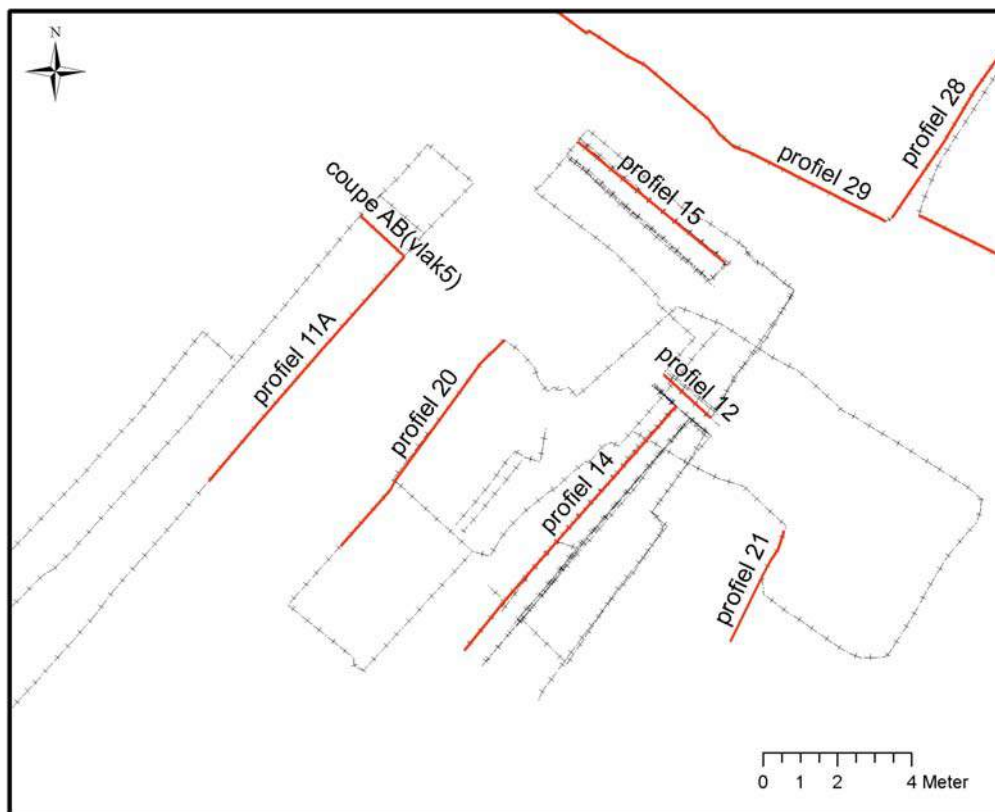 N
profiel 28
profiel 29
profiel 15
coupe AB(vlak5)
profiel 11A
profiel 20
profiel 12
profiel 14
profiel 21
0 1 2 4 Meter